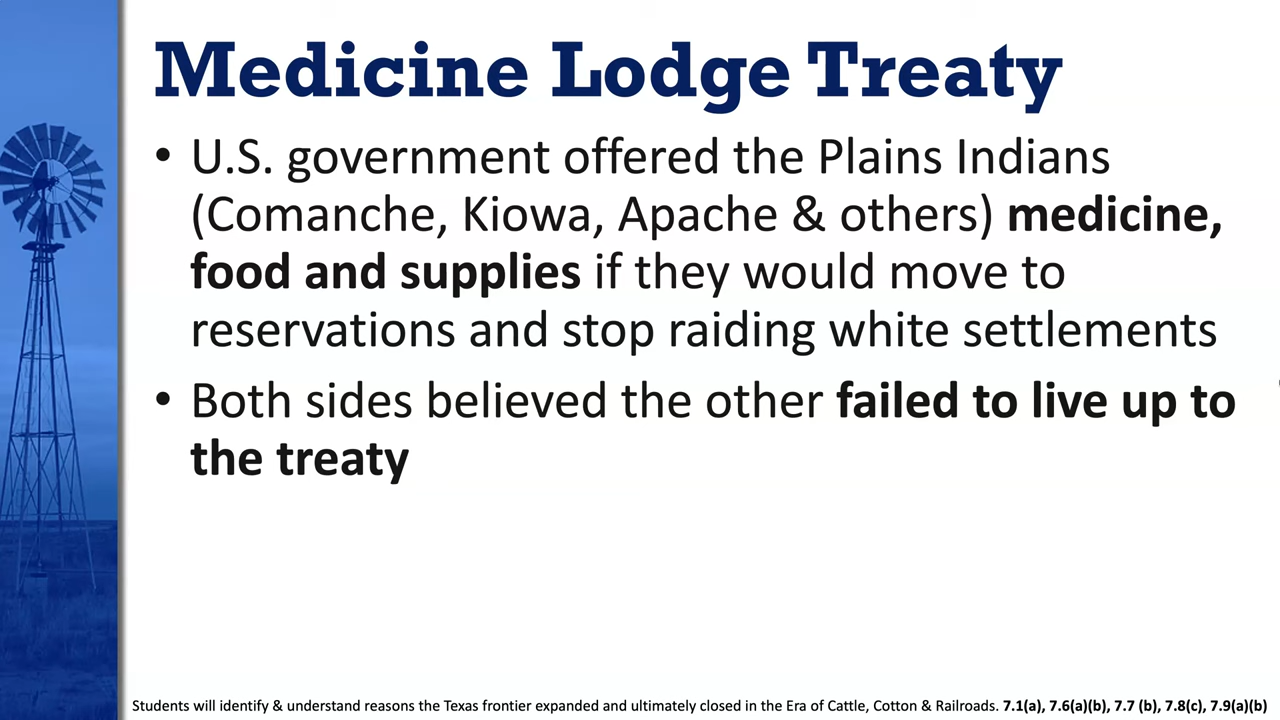 Medicine Lodge Treaty
• U.S. government offered the Plains Indians
(Comanche, Kiowa, Apache & others) medicine,
food and supplies if they would move to
reservations and stop raiding white settlements
• Both sides believed the other failed to live up to
the treaty
Students will identify & understand reasons the Texas frontier expanded and ultimately closed in the Era of Cattle, Cotton & Railroads. 7.1(a), 7.6(a)(b), 7.7 (b), 7.8(c), 7.9(a)(b)